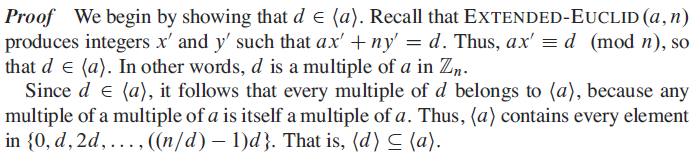 Proof We begin by showing that d ∈ ⟨a⟩. Recall that EXTENDED-EUCLID(a, n)
produces integers x′ and y′ such that ax′ + ny′ = d. Thus, ax′ ≡ d (mod n), so
that d ∈ ⟨a⟩. In other words, d is a multiple of a in ℤₙ.
Since d ∈ ⟨a⟩, it follows that every multiple of d belongs to ⟨a⟩, because any
multiple of a multiple of a is itself a multiple of a. Thus, ⟨a⟩ contains every element
in {0, d, 2d, . . . , ((n/d) − 1)d}. That is, ⟨d⟩ ⊆ ⟨a⟩.